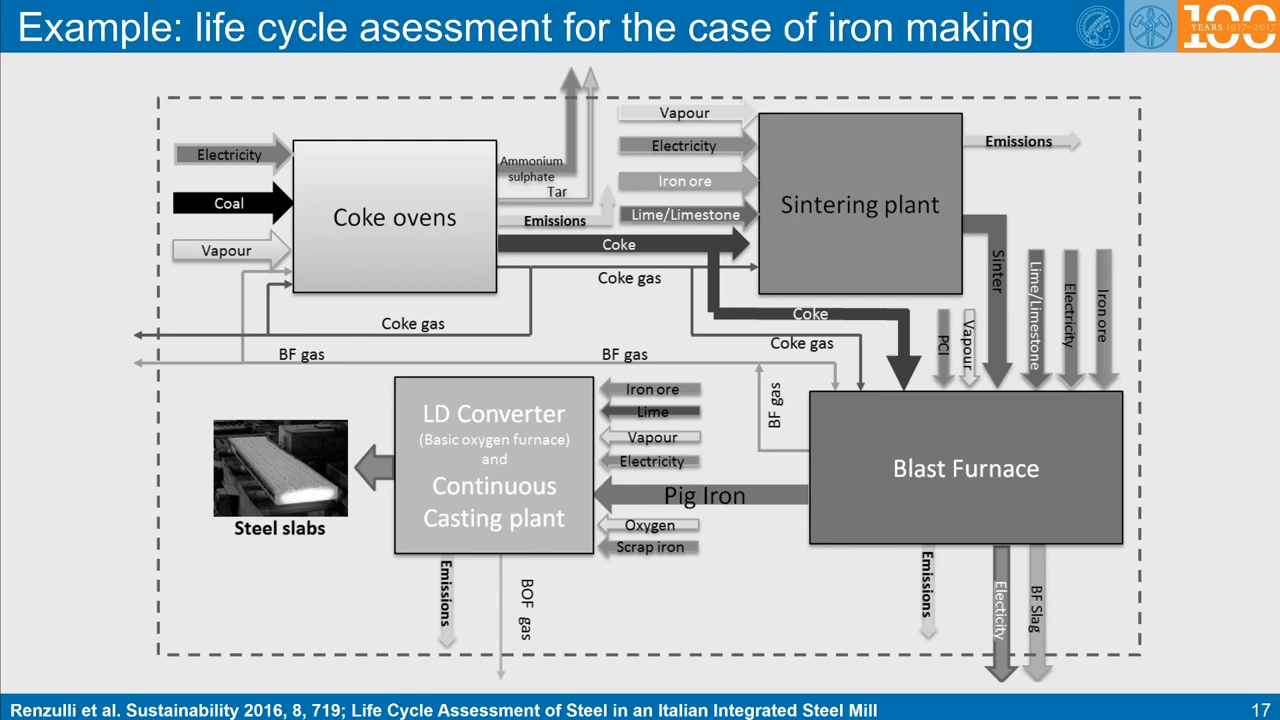 Example: life cycle asessment for the case of iron making
100
YEARS 1917–2017
Electricity
Coal
Vapour
Coke ovens
Ammonium
sulphate
Tar
Emissions
Coke
Coke gas
Vapour
Electricity
Iron ore
Lime/Limestone
Sintering plant
Emissions
Sinter
Lime/Limestone
Electricity
Iron ore
Coke
PCI
Vapour
Coke gas
Coke gas
BF gas
BF gas
BF gas
LD Converter
(Basic oxygen furnace)
and
Continuous
Casting plant
Iron ore
Lime
Vapour
Electricity
Pig Iron
Oxygen
Scrap iron
Blast Furnace
Steel slabs
Emissions
BOF gas
Emissions
Electicity
BF Slag
Renzulli et al. Sustainability 2016, 8, 719; Life Cycle Assessment of Steel in an Italian Integrated Steel Mill
17